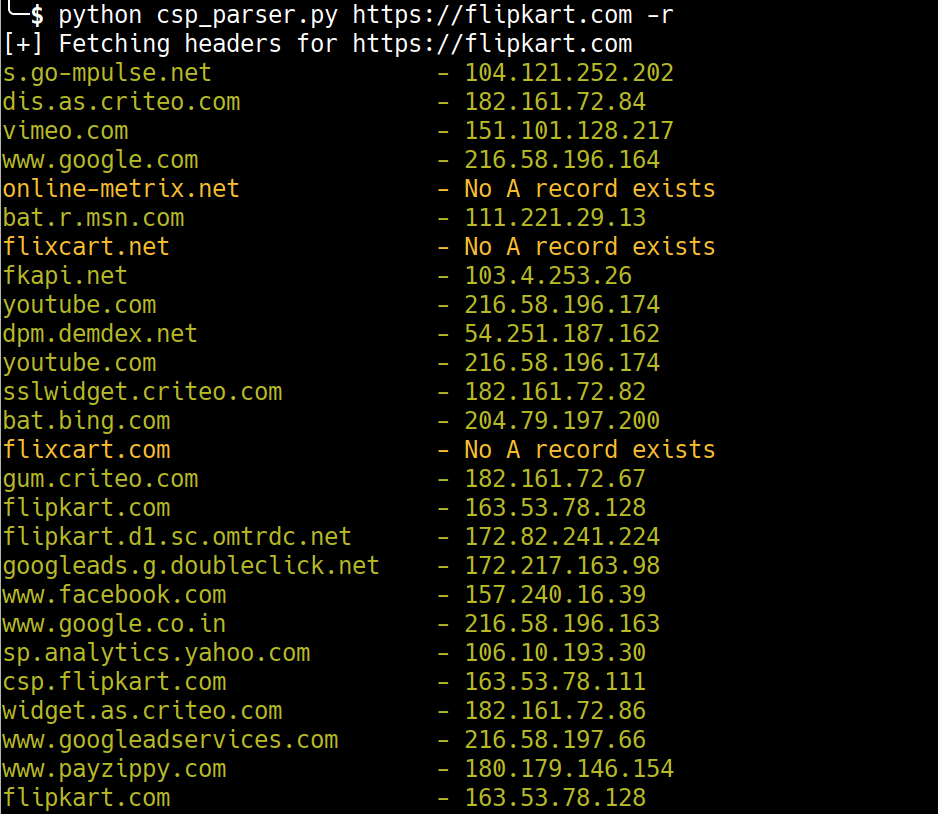 ╰─$ python csp_parser.py https://flipkart.com -r
[+] Fetching headers for https://flipkart.com
s.go-mpulse.net - 104.121.252.202
dis.as.criteo.com - 182.161.72.84
vimeo.com - 151.101.128.217
www.google.com - 216.58.196.164
online-metrix.net - No A record exists
bat.r.msn.com - 111.221.29.13
flixcart.net - No A record exists
fkapi.net - 103.4.253.26
youtube.com - 216.58.196.174
dpm.demdex.net - 54.251.187.162
youtube.com - 216.58.196.174
sslwidget.criteo.com - 182.161.72.82
bat.bing.com - 204.79.197.200
flixcart.com - No A record exists
gum.criteo.com - 182.161.72.67
flipkart.com - 163.53.78.128
flipkart.d1.sc.omtrdc.net - 172.82.241.224
googleads.g.doubleclick.net - 172.217.163.98
www.facebook.com - 157.240.16.39
www.google.co.in - 216.58.196.163
sp.analytics.yahoo.com - 106.10.193.30
csp.flipkart.com - 163.53.78.111
widget.as.criteo.com - 182.161.72.86
www.googleadservices.com - 216.58.197.66
www.payzippy.com - 180.179.146.154
flipkart.com - 163.53.78.128